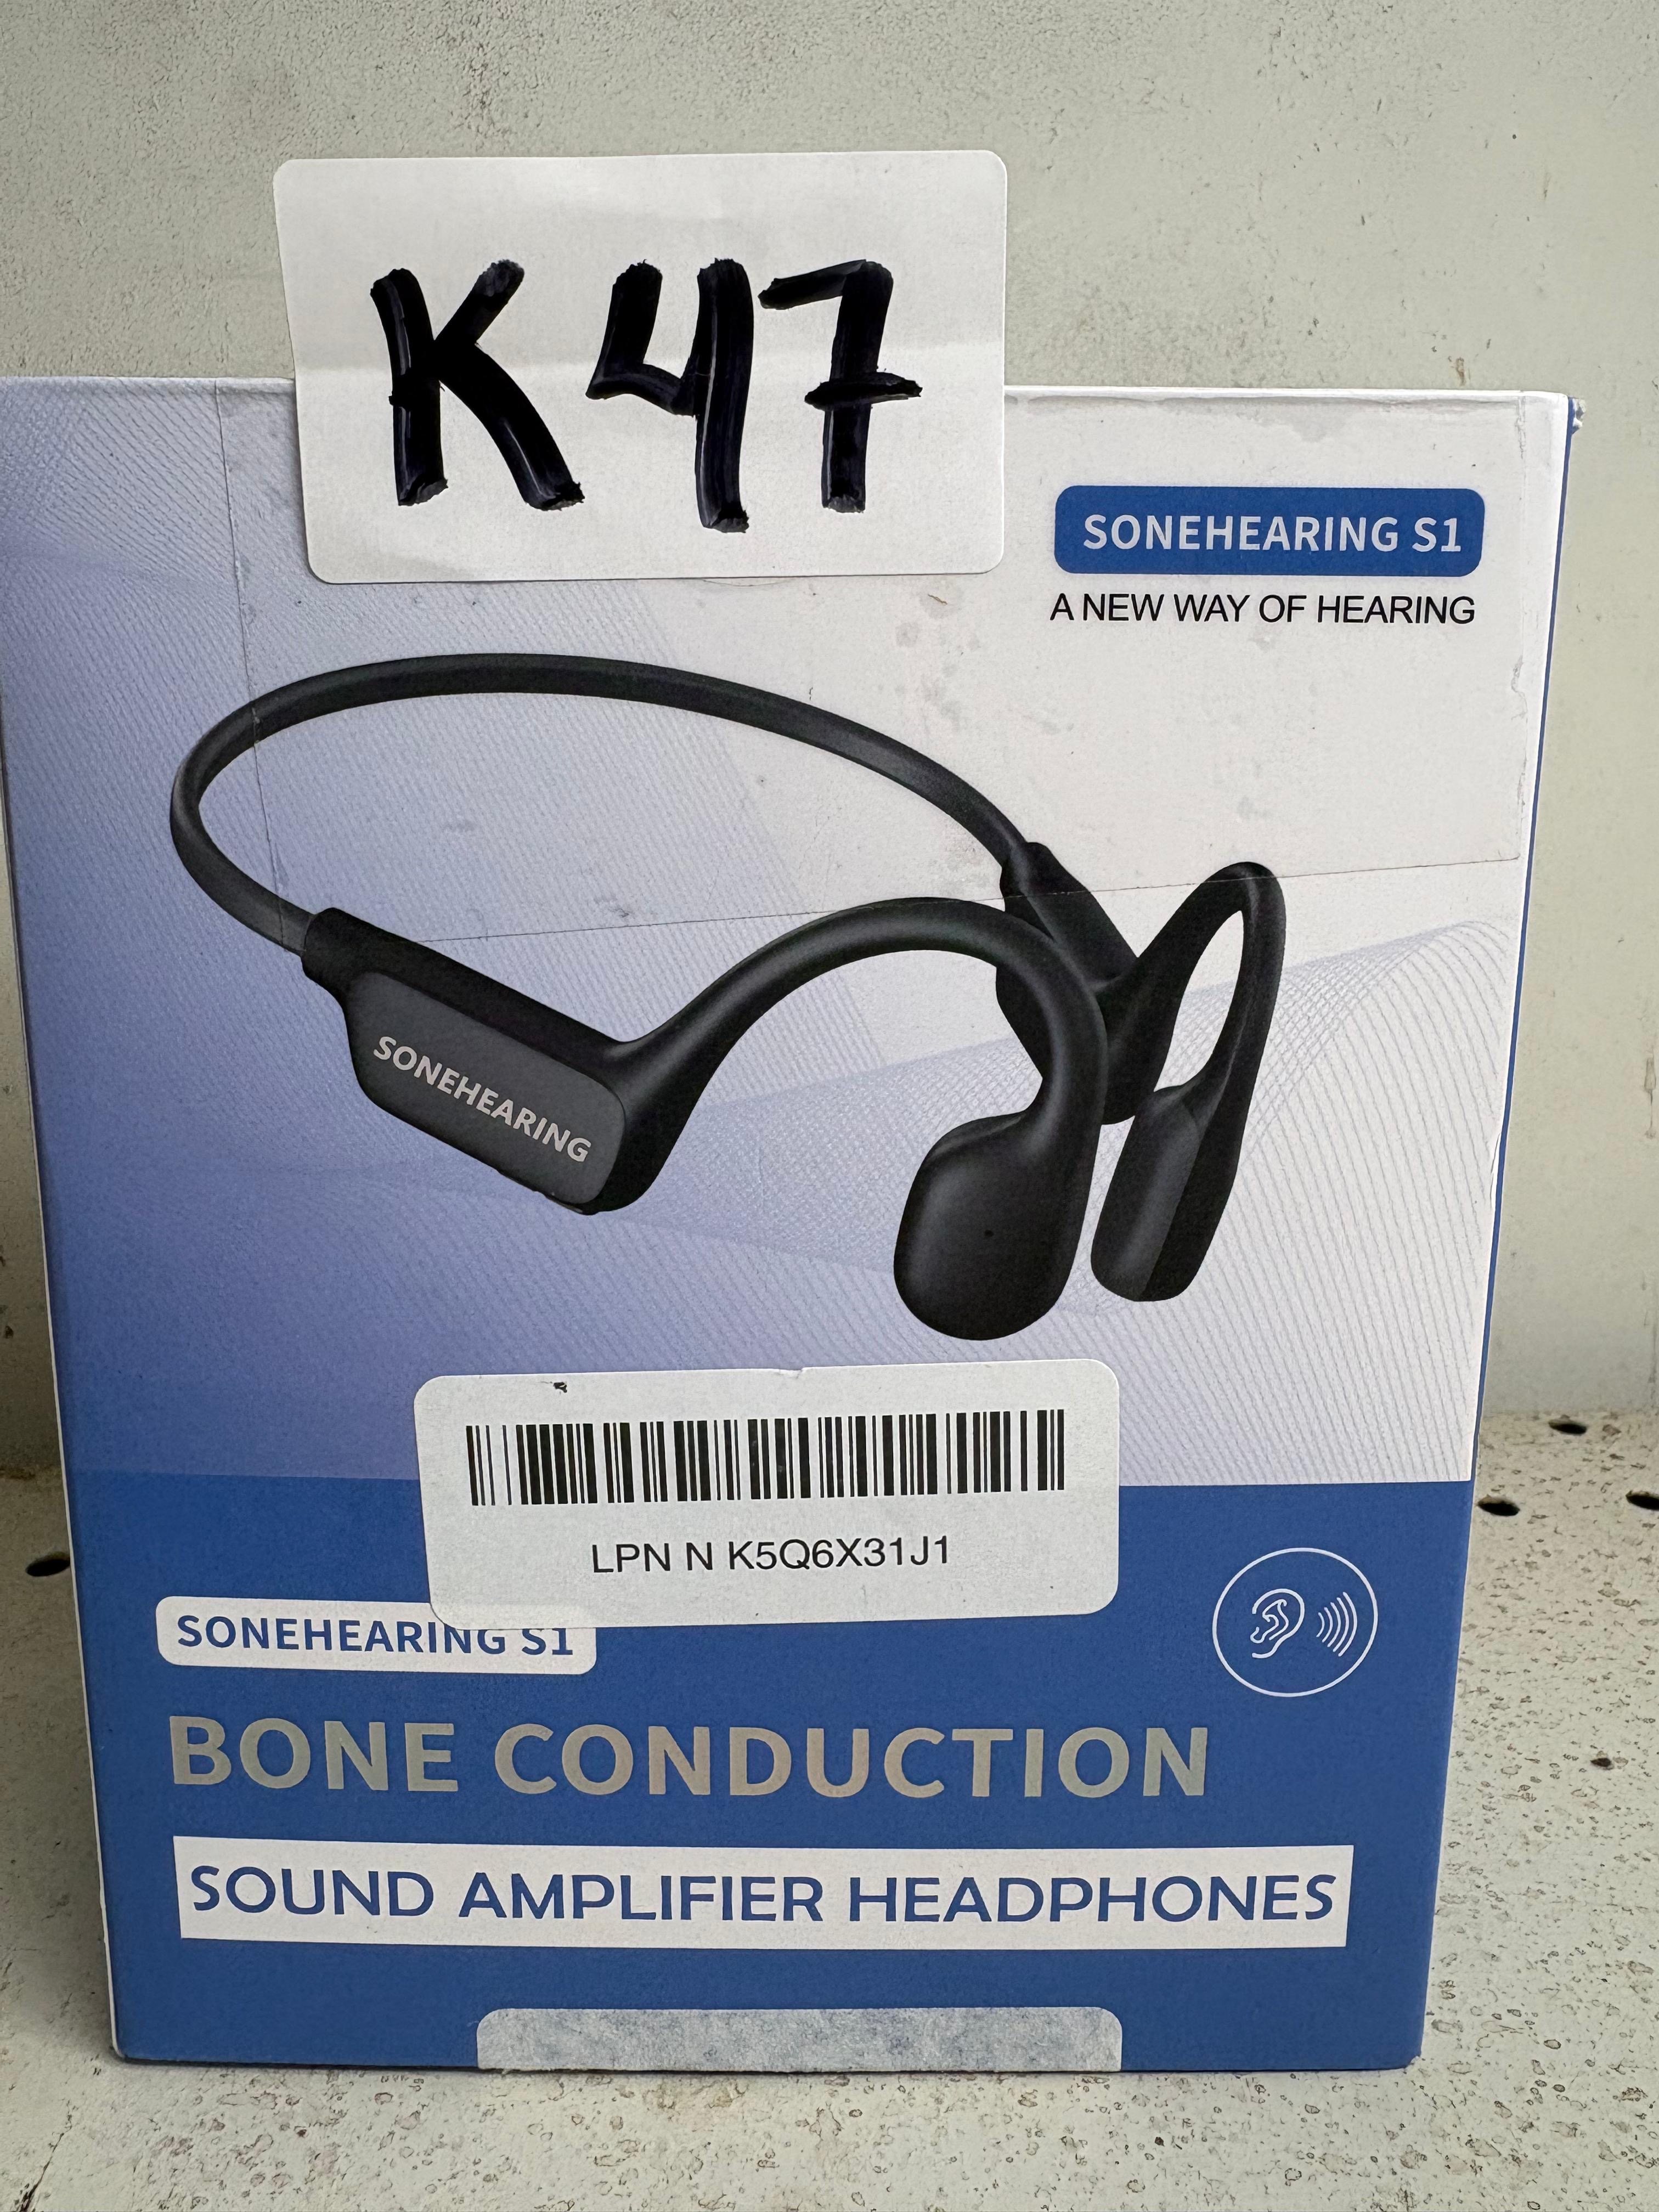 K47
SONEHEARING S1
A NEW WAY OF HEARING
SONEHEARING
LPN N K5Q6X31J1
SONEHEARING S1
BONE CONDUCTION
SOUND AMPLIFIER HEADPHONES